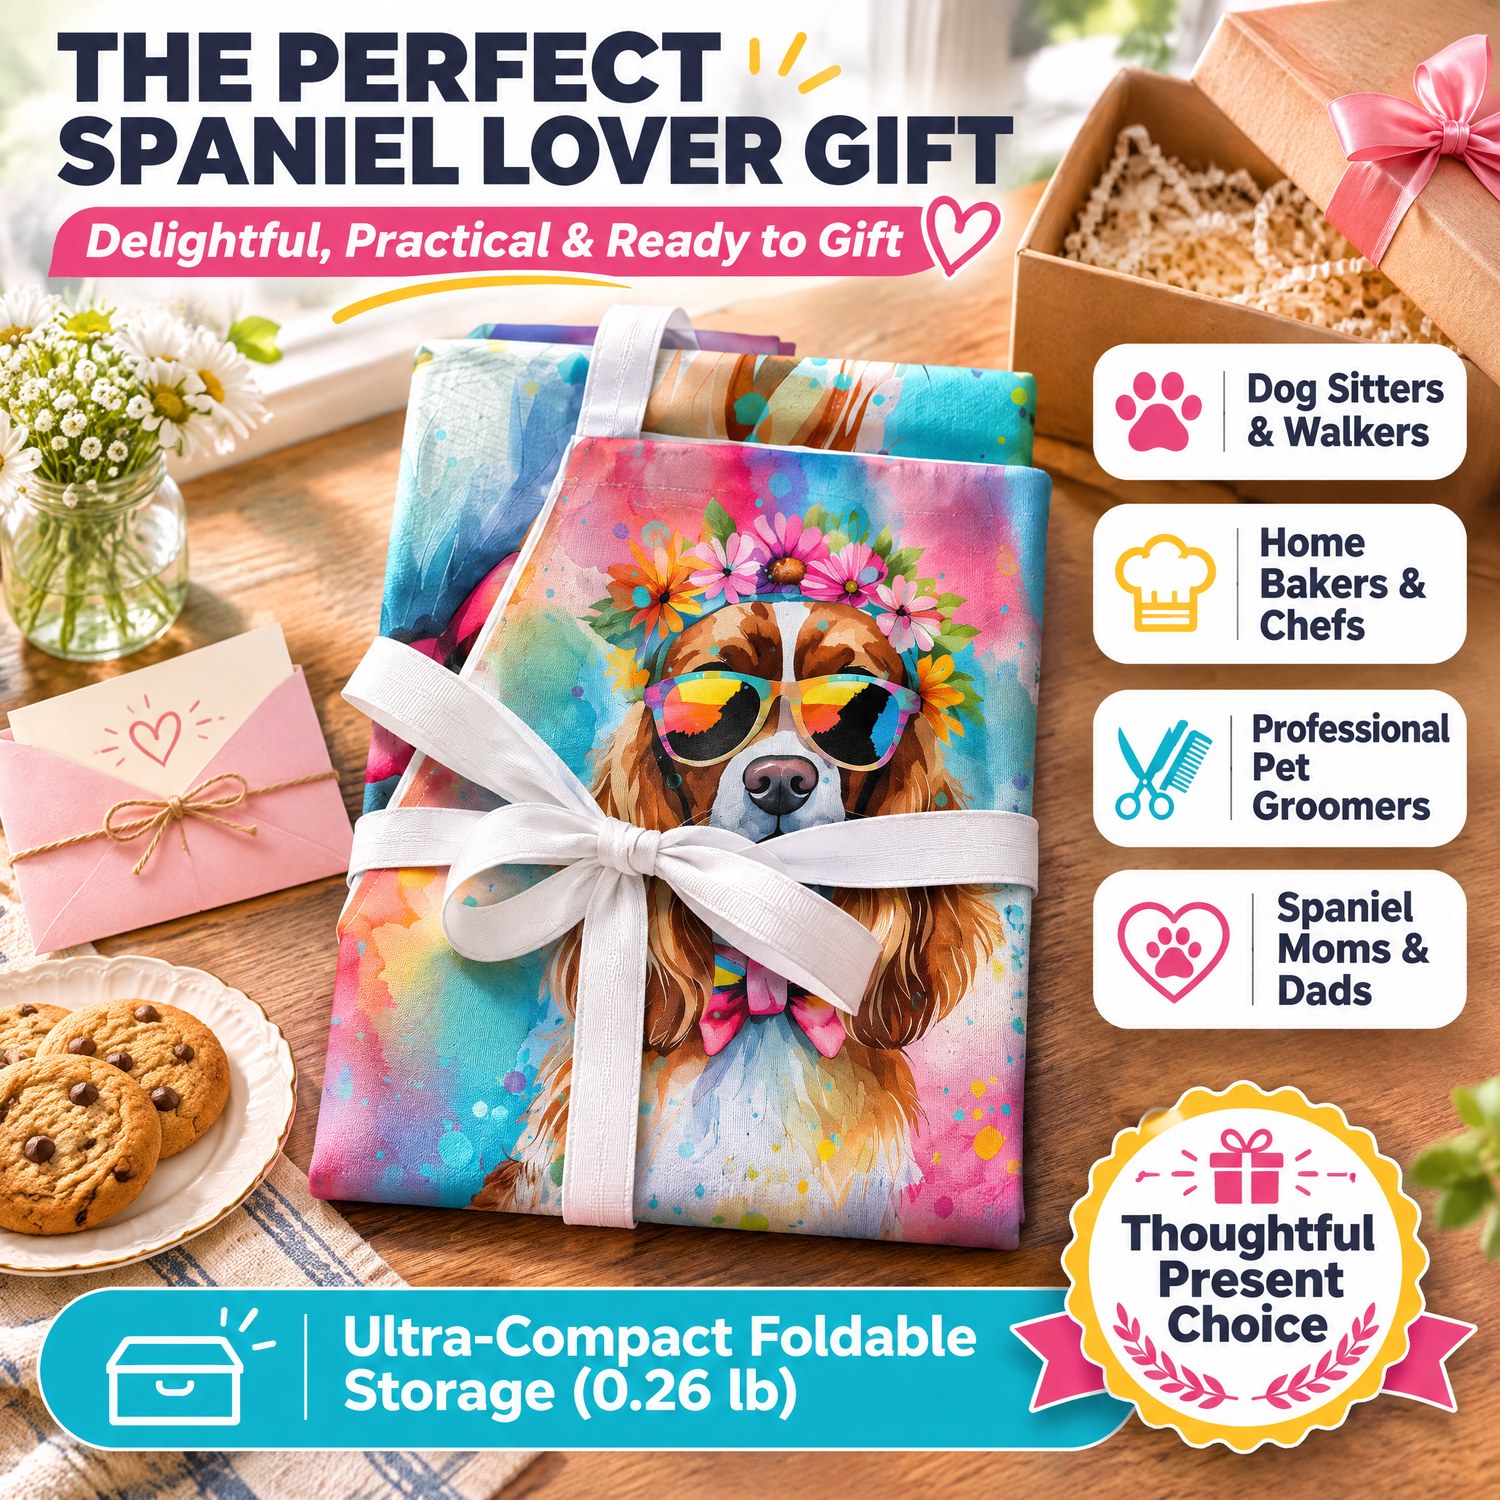 THE PERFECT
SPANIEL LOVER GIFT
Delightful, Practical & Ready to Gift
Dog Sitters
& Walkers
Home
Bakers &
Chefs
Professional
Pet
Groomers
Spaniel
Moms &
Dads
Thoughtful
Present
Choice
Ultra-Compact Foldable
Storage (0.26 lb)